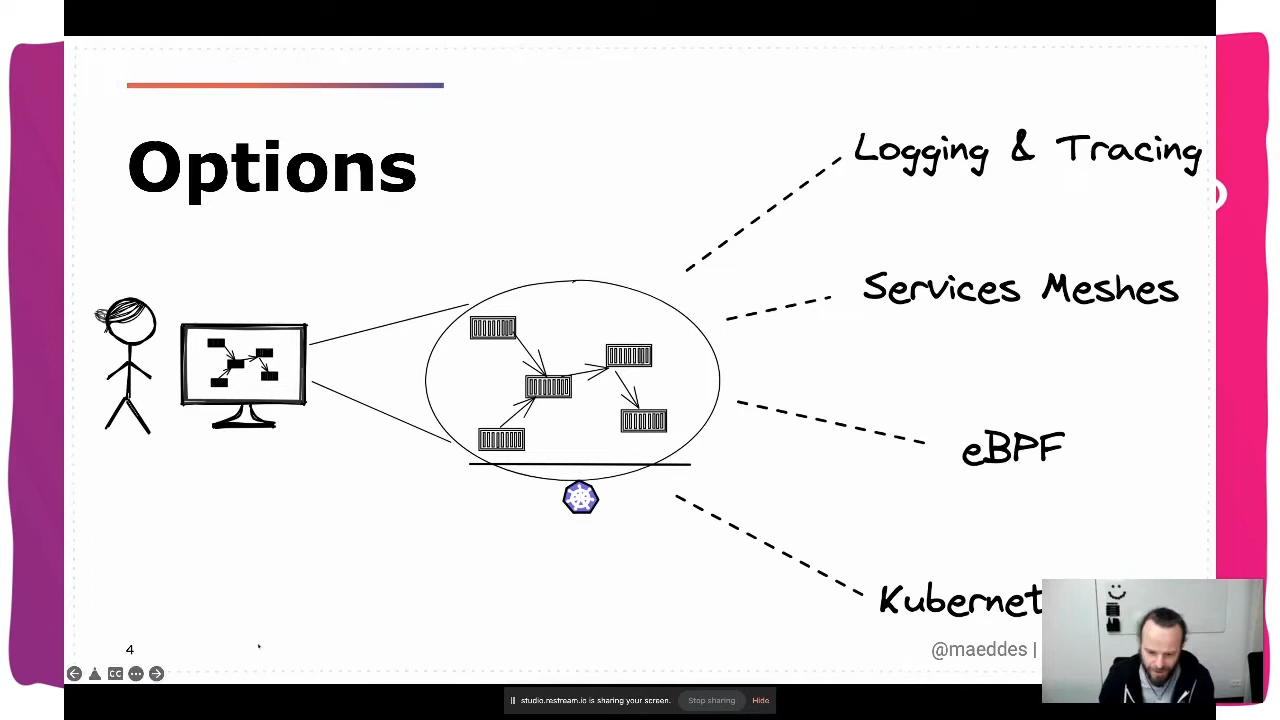 Options
Logging & Tracing
Services Meshes
eBPF
Kubernet
4
@maeddes |
CC
studio.restream.io is sharing your screen.
Stop sharing
Hide